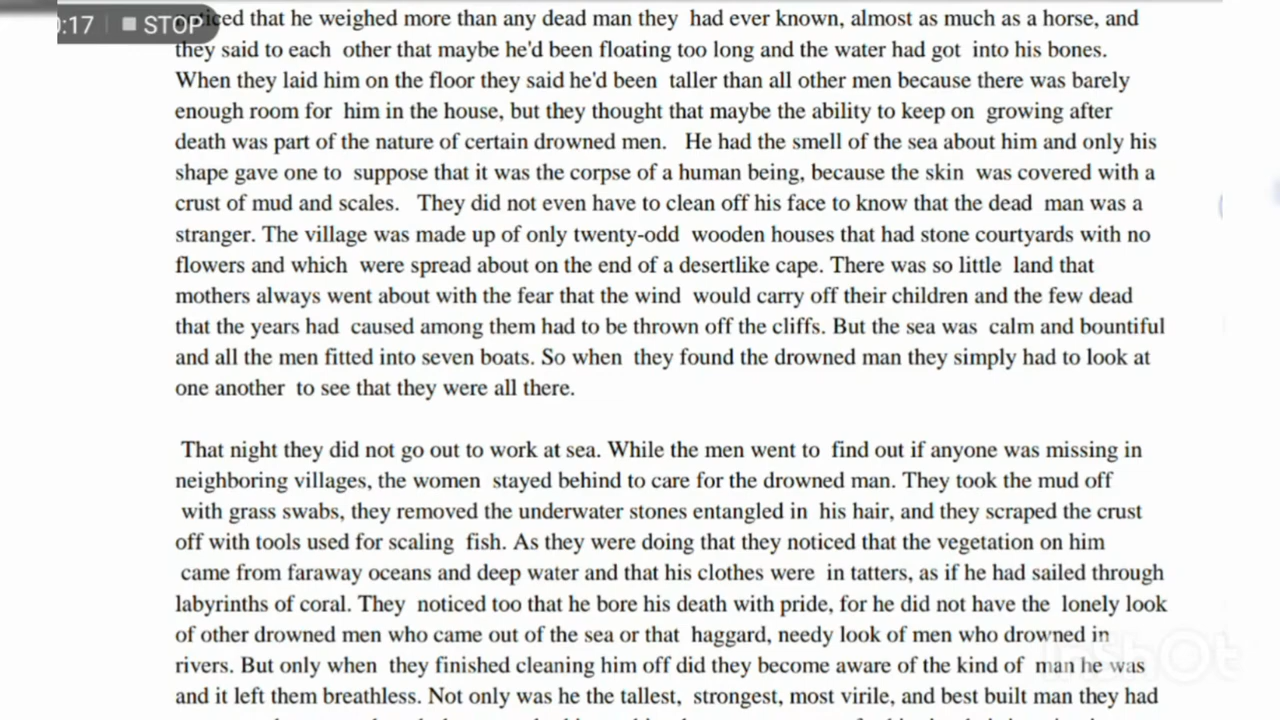 noticed that he weighed more than any dead man they had ever known, almost as much as a horse, and
:17 STOP
they said to each other that maybe he'd been floating too long and the water had got into his bones.
When they laid him on the floor they said he'd been taller than all other men because there was barely
enough room for him in the house, but they thought that maybe the ability to keep on growing after
death was part of the nature of certain drowned men. He had the smell of the sea about him and only his
shape gave one to suppose that it was the corpse of a human being, because the skin was covered with a
crust of mud and scales. They did not even have to clean off his face to know that the dead man was a
stranger. The village was made up of only twenty-odd wooden houses that had stone courtyards with no
flowers and which were spread about on the end of a desertlike cape. There was so little land that
mothers always went about with the fear that the wind would carry off their children and the few dead
that the years had caused among them had to be thrown off the cliffs. But the sea was calm and bountiful
and all the men fitted into seven boats. So when they found the drowned man they simply had to look at
one another to see that they were all there.
That night they did not go out to work at sea. While the men went to find out if anyone was missing in
neighboring villages, the women stayed behind to care for the drowned man. They took the mud off
with grass swabs, they removed the underwater stones entangled in his hair, and they scraped the crust
off with tools used for scaling fish. As they were doing that they noticed that the vegetation on him
came from faraway oceans and deep water and that his clothes were in tatters, as if he had sailed through
labyrinths of coral. They noticed too that he bore his death with pride, for he did not have the lonely look
of other drowned men who came out of the sea or that haggard, needy look of men who drowned in
rivers. But only when they finished cleaning him off did they become aware of the kind of man he was
InShOt
and it left them breathless. Not only was he the tallest, strongest, most virile, and best built man they had